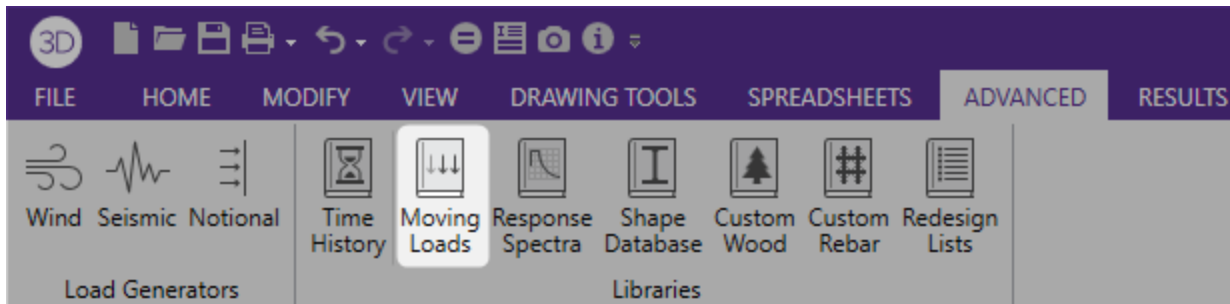 3D
FILE HOME MODIFY VIEW DRAWING TOOLS SPREADSHEETS ADVANCED RESULTS
Wind Seismic Notional Time Moving Response Shape Custom Custom Redesign
History Loads Spectra Database Wood Rebar Lists
Load Generators Libraries